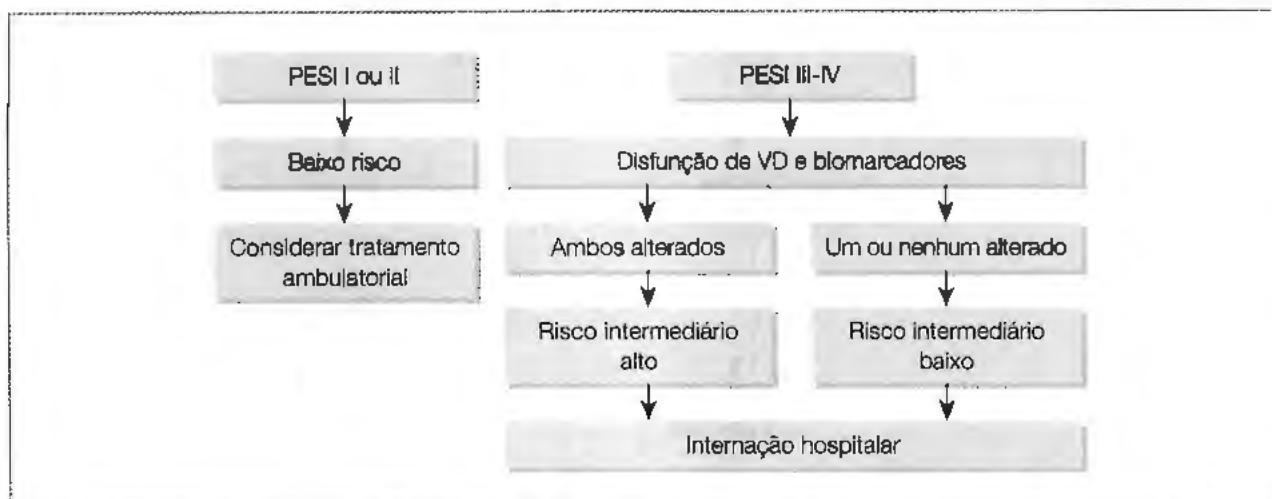 PESI I ou II
Baixo risco
Considerar tratamento
ambulatorial
PESI III-IV
Disfunção de VD e biomarcadores
Ambos alterados
Um ou nenhum alterado
Risco intermediário
alto
Risco intermediário
baixo
Internação hospitalar